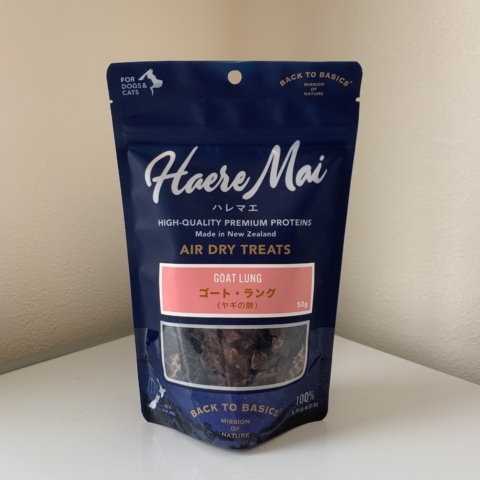 FOR
DOGS &
CATS
BACK TO BASICS
MISSION
OF
NATURE
Haere Mai
ハレマエ
HIGH-QUALITY PREMIUM PROTEINS
Made in New Zealand
AIR DRY TREATS
GOAT LUNG
ゴート・ラング
(ヤギの肺)
50g
BACK TO BASICS
MISSION
OF
NATURE
100%